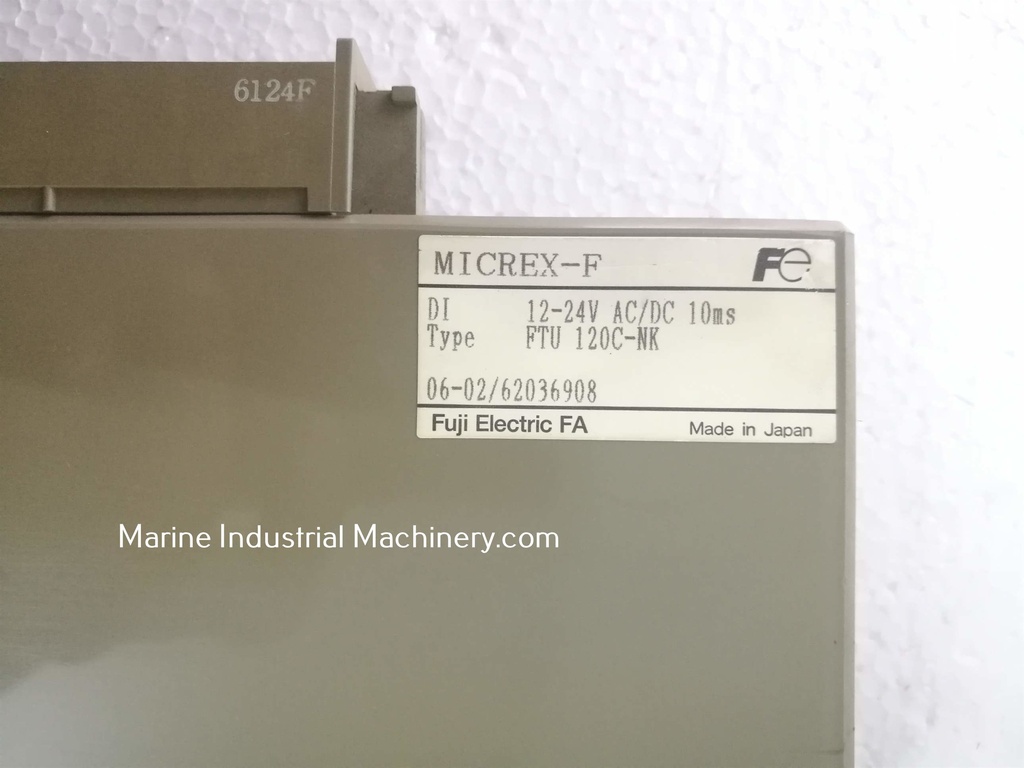 6124F
MICREX-F Fe
DI 12-24V AC/DC 10ms
Type FTU 120C-NK
06-02/62036908
Fuji Electric FA Made in Japan
Marine Industrial Machinery.com